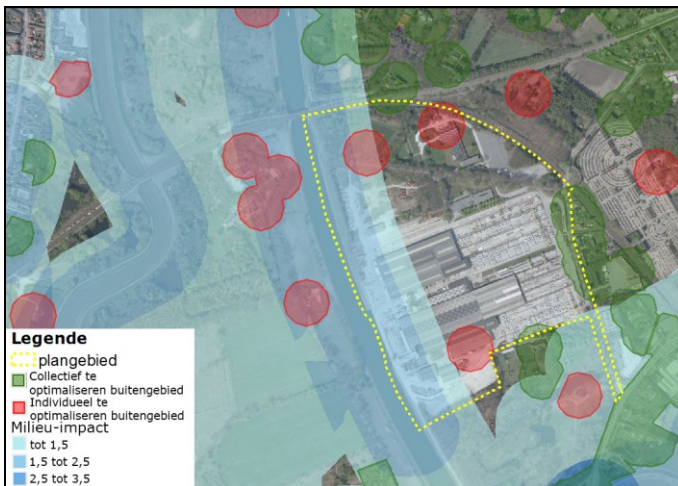 Legende
plangebied
Collectief te
optimaliseren buitengebied
Individueel te
optimaliseren buitengebied
Milieu-impact
tot 1,5
1,5 tot 2,5
2,5 tot 3,5